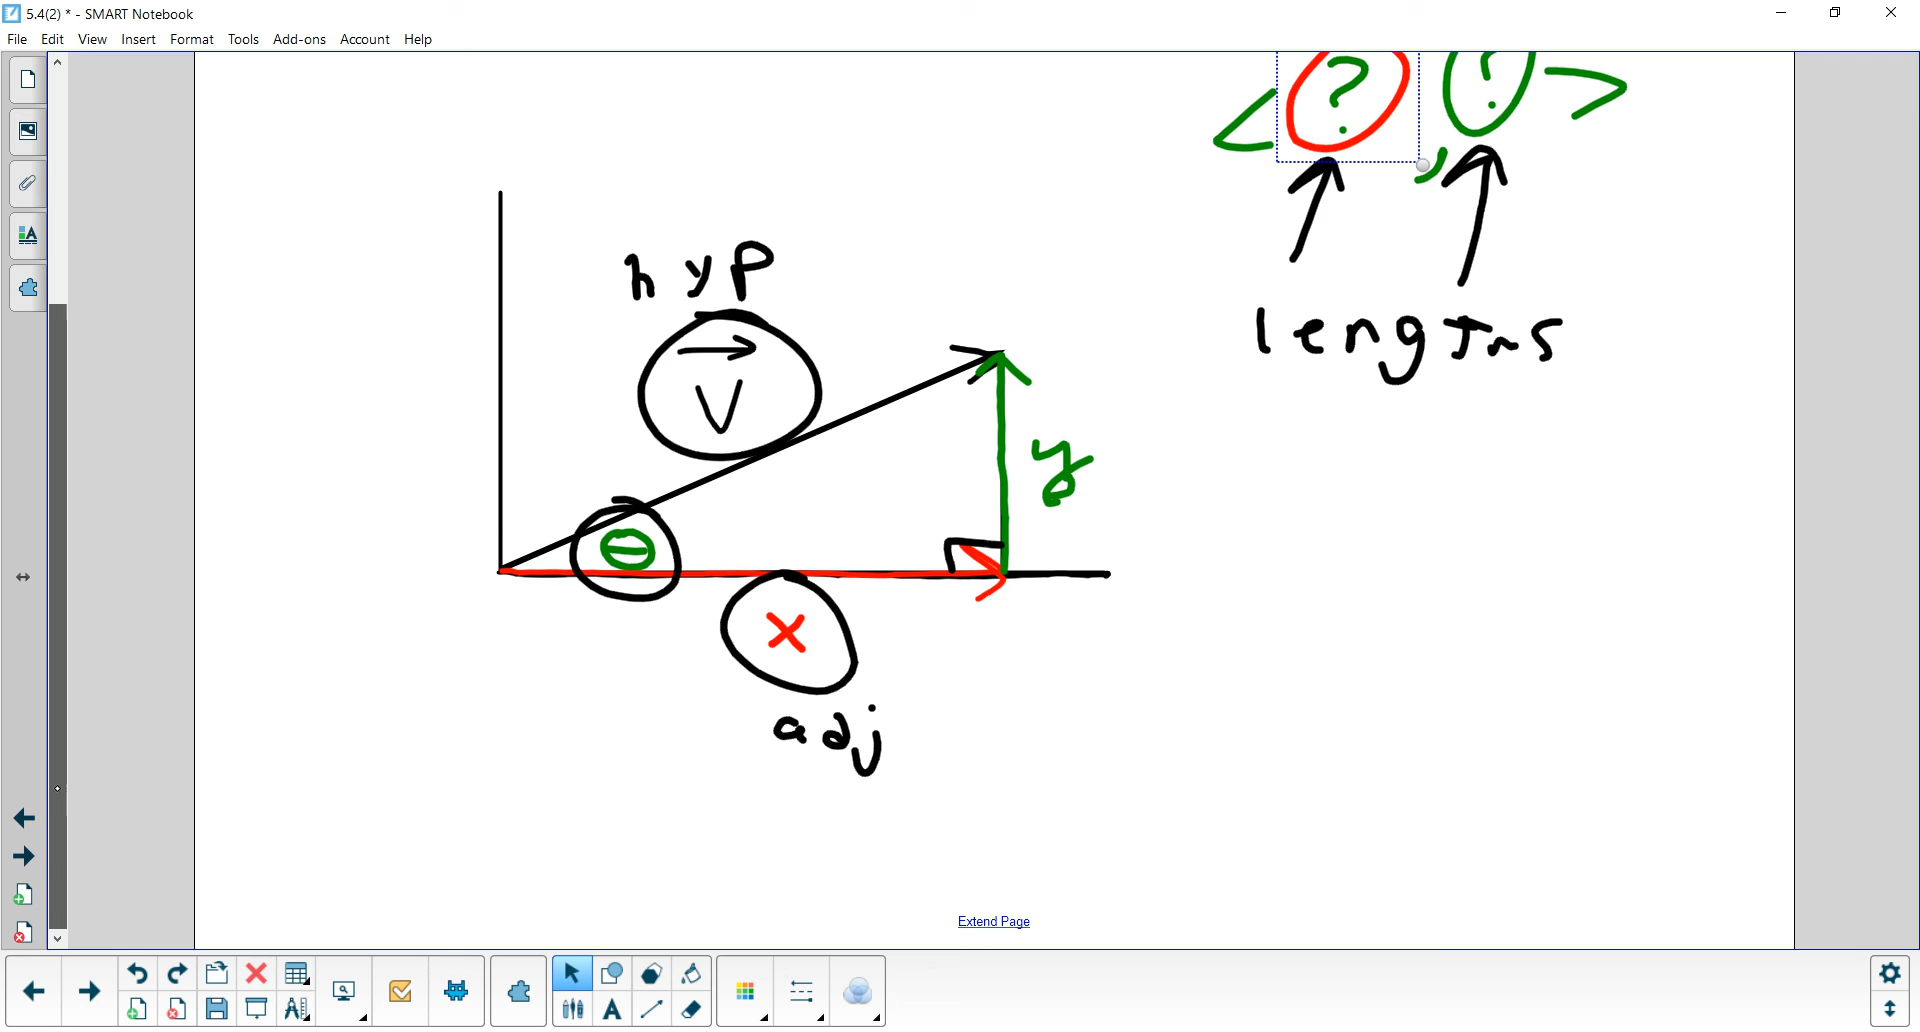 5.4(2) * - SMART Notebook
File Edit View Insert Format Tools Add-ons Account Help
< ? , ? >
hyp
lengths
V
y
θ
x
adj
Extend Page